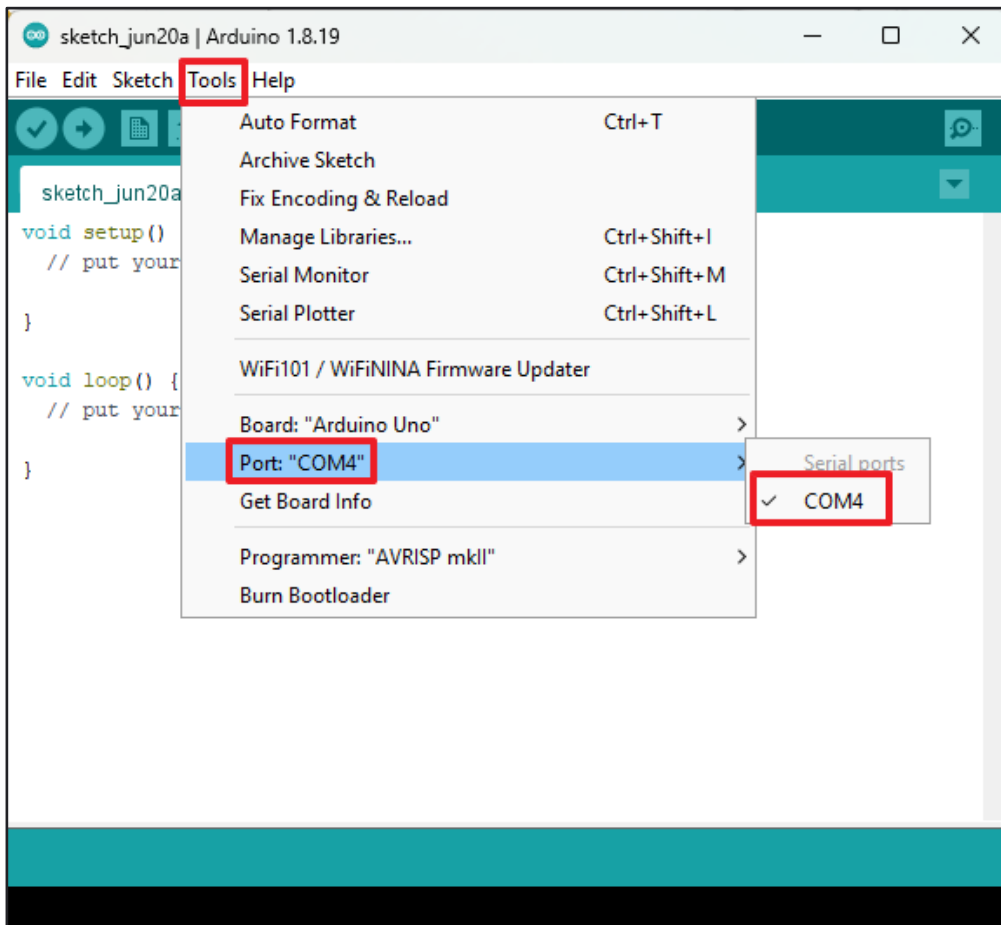 sketch_jun20a | Arduino 1.8.19
File Edit Sketch Tools Help
Auto Format Ctrl+T
Archive Sketch
Fix Encoding & Reload
Manage Libraries... Ctrl+Shift+I
Serial Monitor Ctrl+Shift+M
Serial Plotter Ctrl+Shift+L
WiFi101 / WiFiNINA Firmware Updater
Board: "Arduino Uno"
Port: "COM4"
Get Board Info
Programmer: "AVRISP mkII"
Burn Bootloader
Serial ports
COM4
sketch_jun20a
void setup()
// put your
}
void loop() {
// put your
}